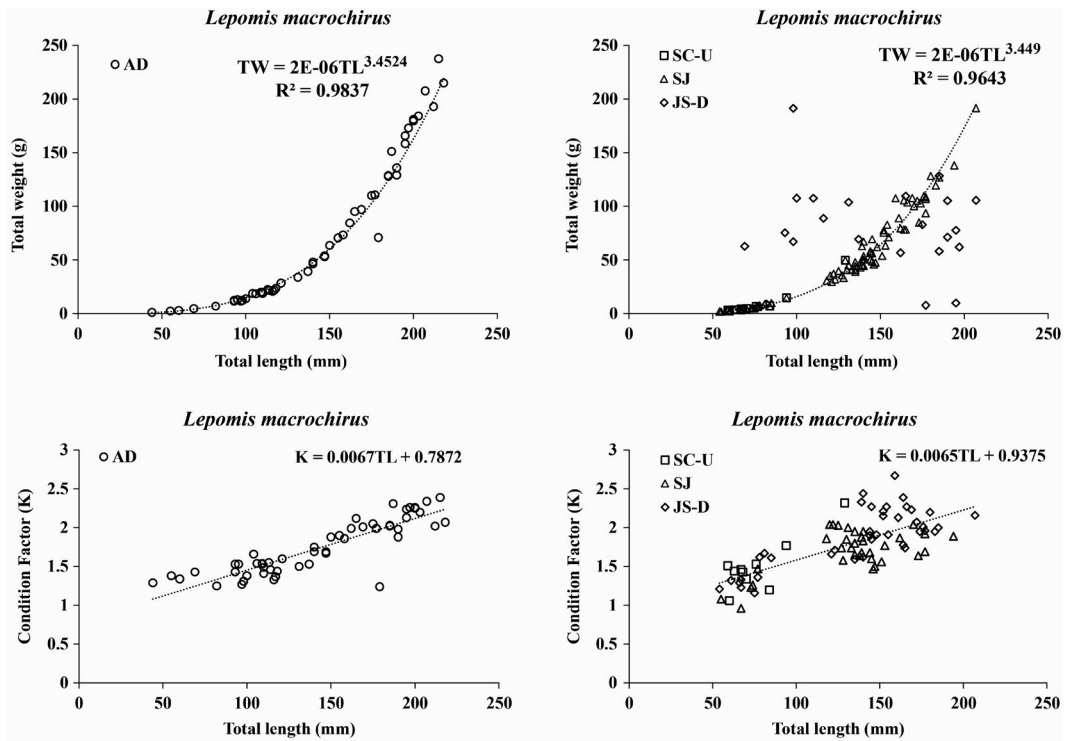 Lepomis macrochirus
250
200
150
100
50
0
Total weight (g)
AD
TW = 2E-06TL3.4524
R² = 0.9837
0 50 100 150 200 250
Total length (mm)
Lepomis macrochirus
250
200
150
100
50
0
Total weight (g)
SC-U
SJ
JS-D
TW = 2E-06TL3.449
R² = 0.9643
0 50 100 150 200 250
Total length (mm)
Lepomis macrochirus
3
2.5
2
1.5
1
0.5
0
Condition Factor (K)
AD
K = 0.0067TL + 0.7872
0 50 100 150 200 250
Total length (mm)
Lepomis macrochirus
3
2.5
2
1.5
1
0.5
0
Condition Factor (K)
SC-U
SJ
JS-D
K = 0.0065TL + 0.9375
0 50 100 150 200 250
Total length (mm)